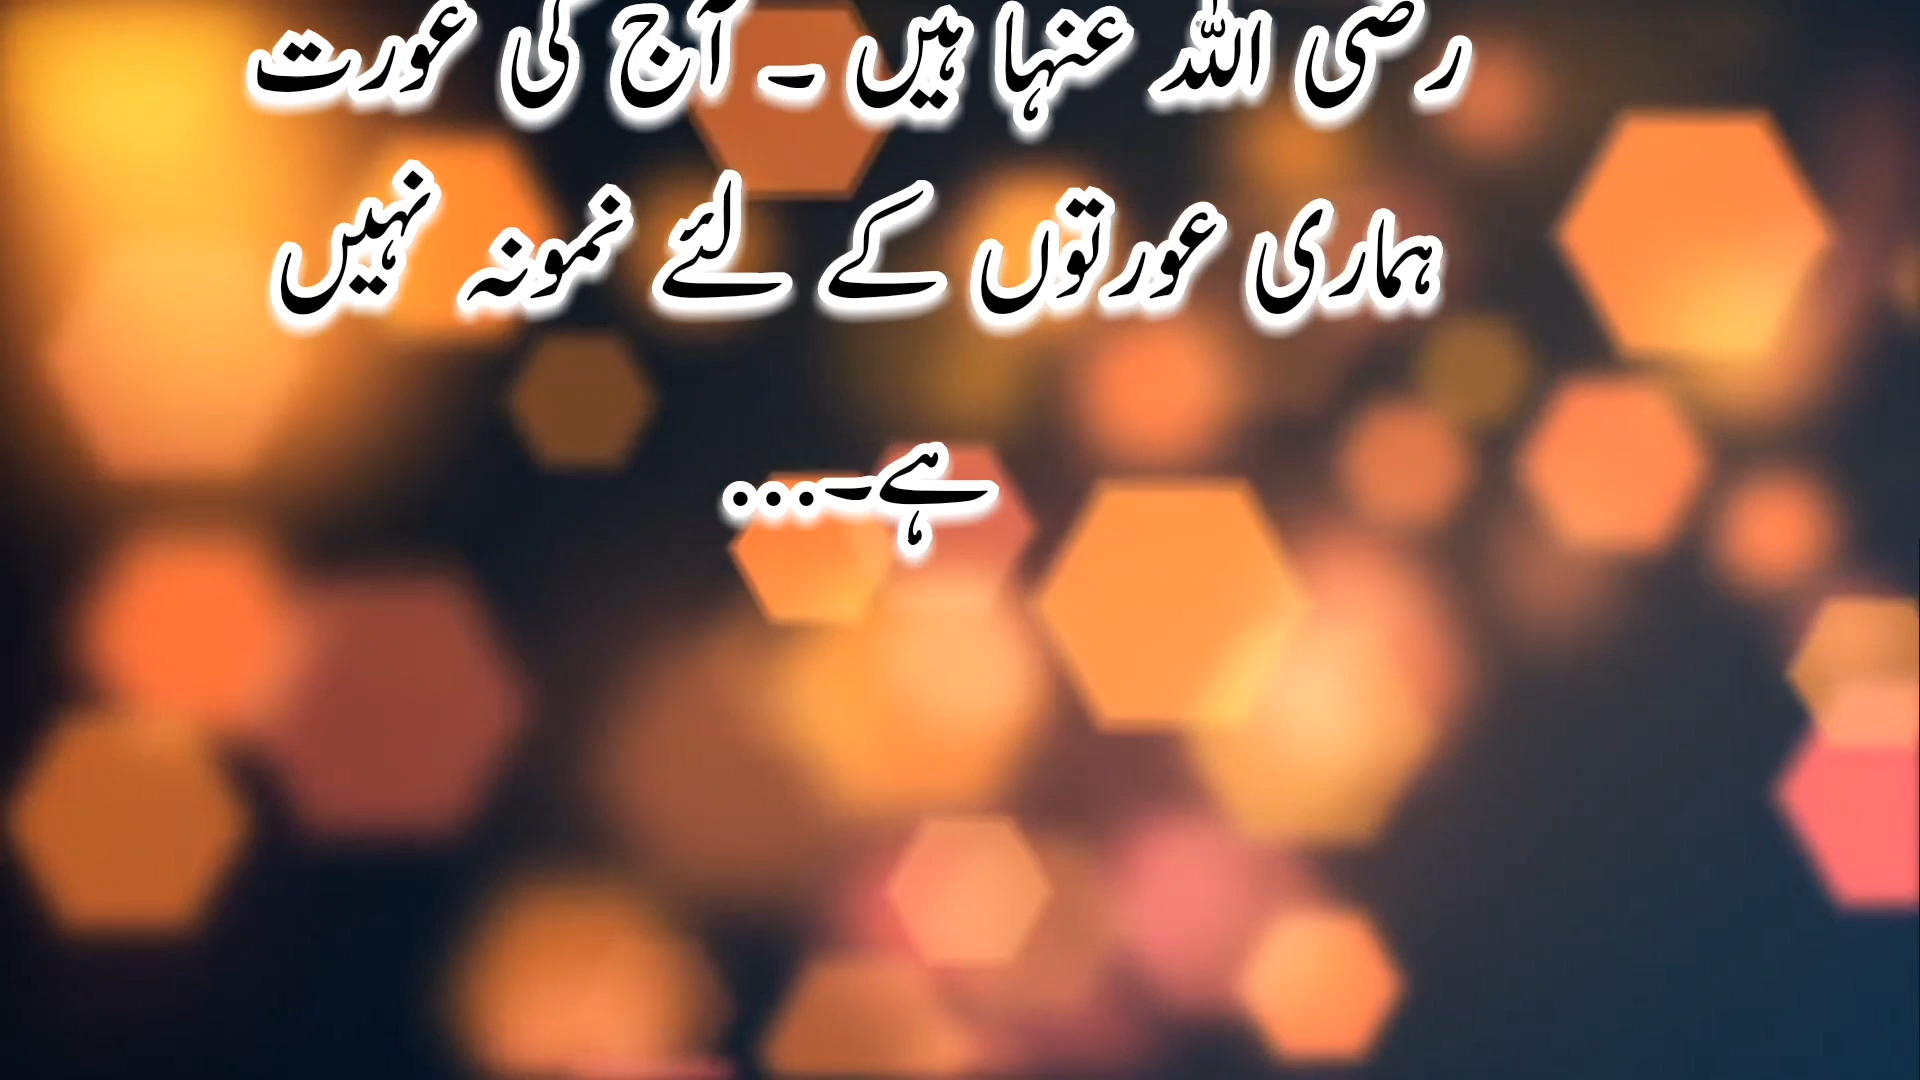 رضی اللہ عنہا ہیں ۔ آج کی عورت
ہماری عورتوں کے لئے نمونہ نہیں
ہے۔...